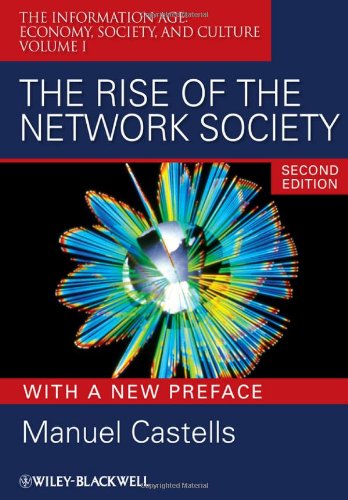 THE INFORMATION AGE:
ECONOMY, SOCIETY, AND CULTURE
VOLUME I
THE RISE OF THE
NETWORK SOCIETY
SECOND
EDITION
WITH A NEW PREFACE
Manuel Castells
WILEY-BLACKWELL